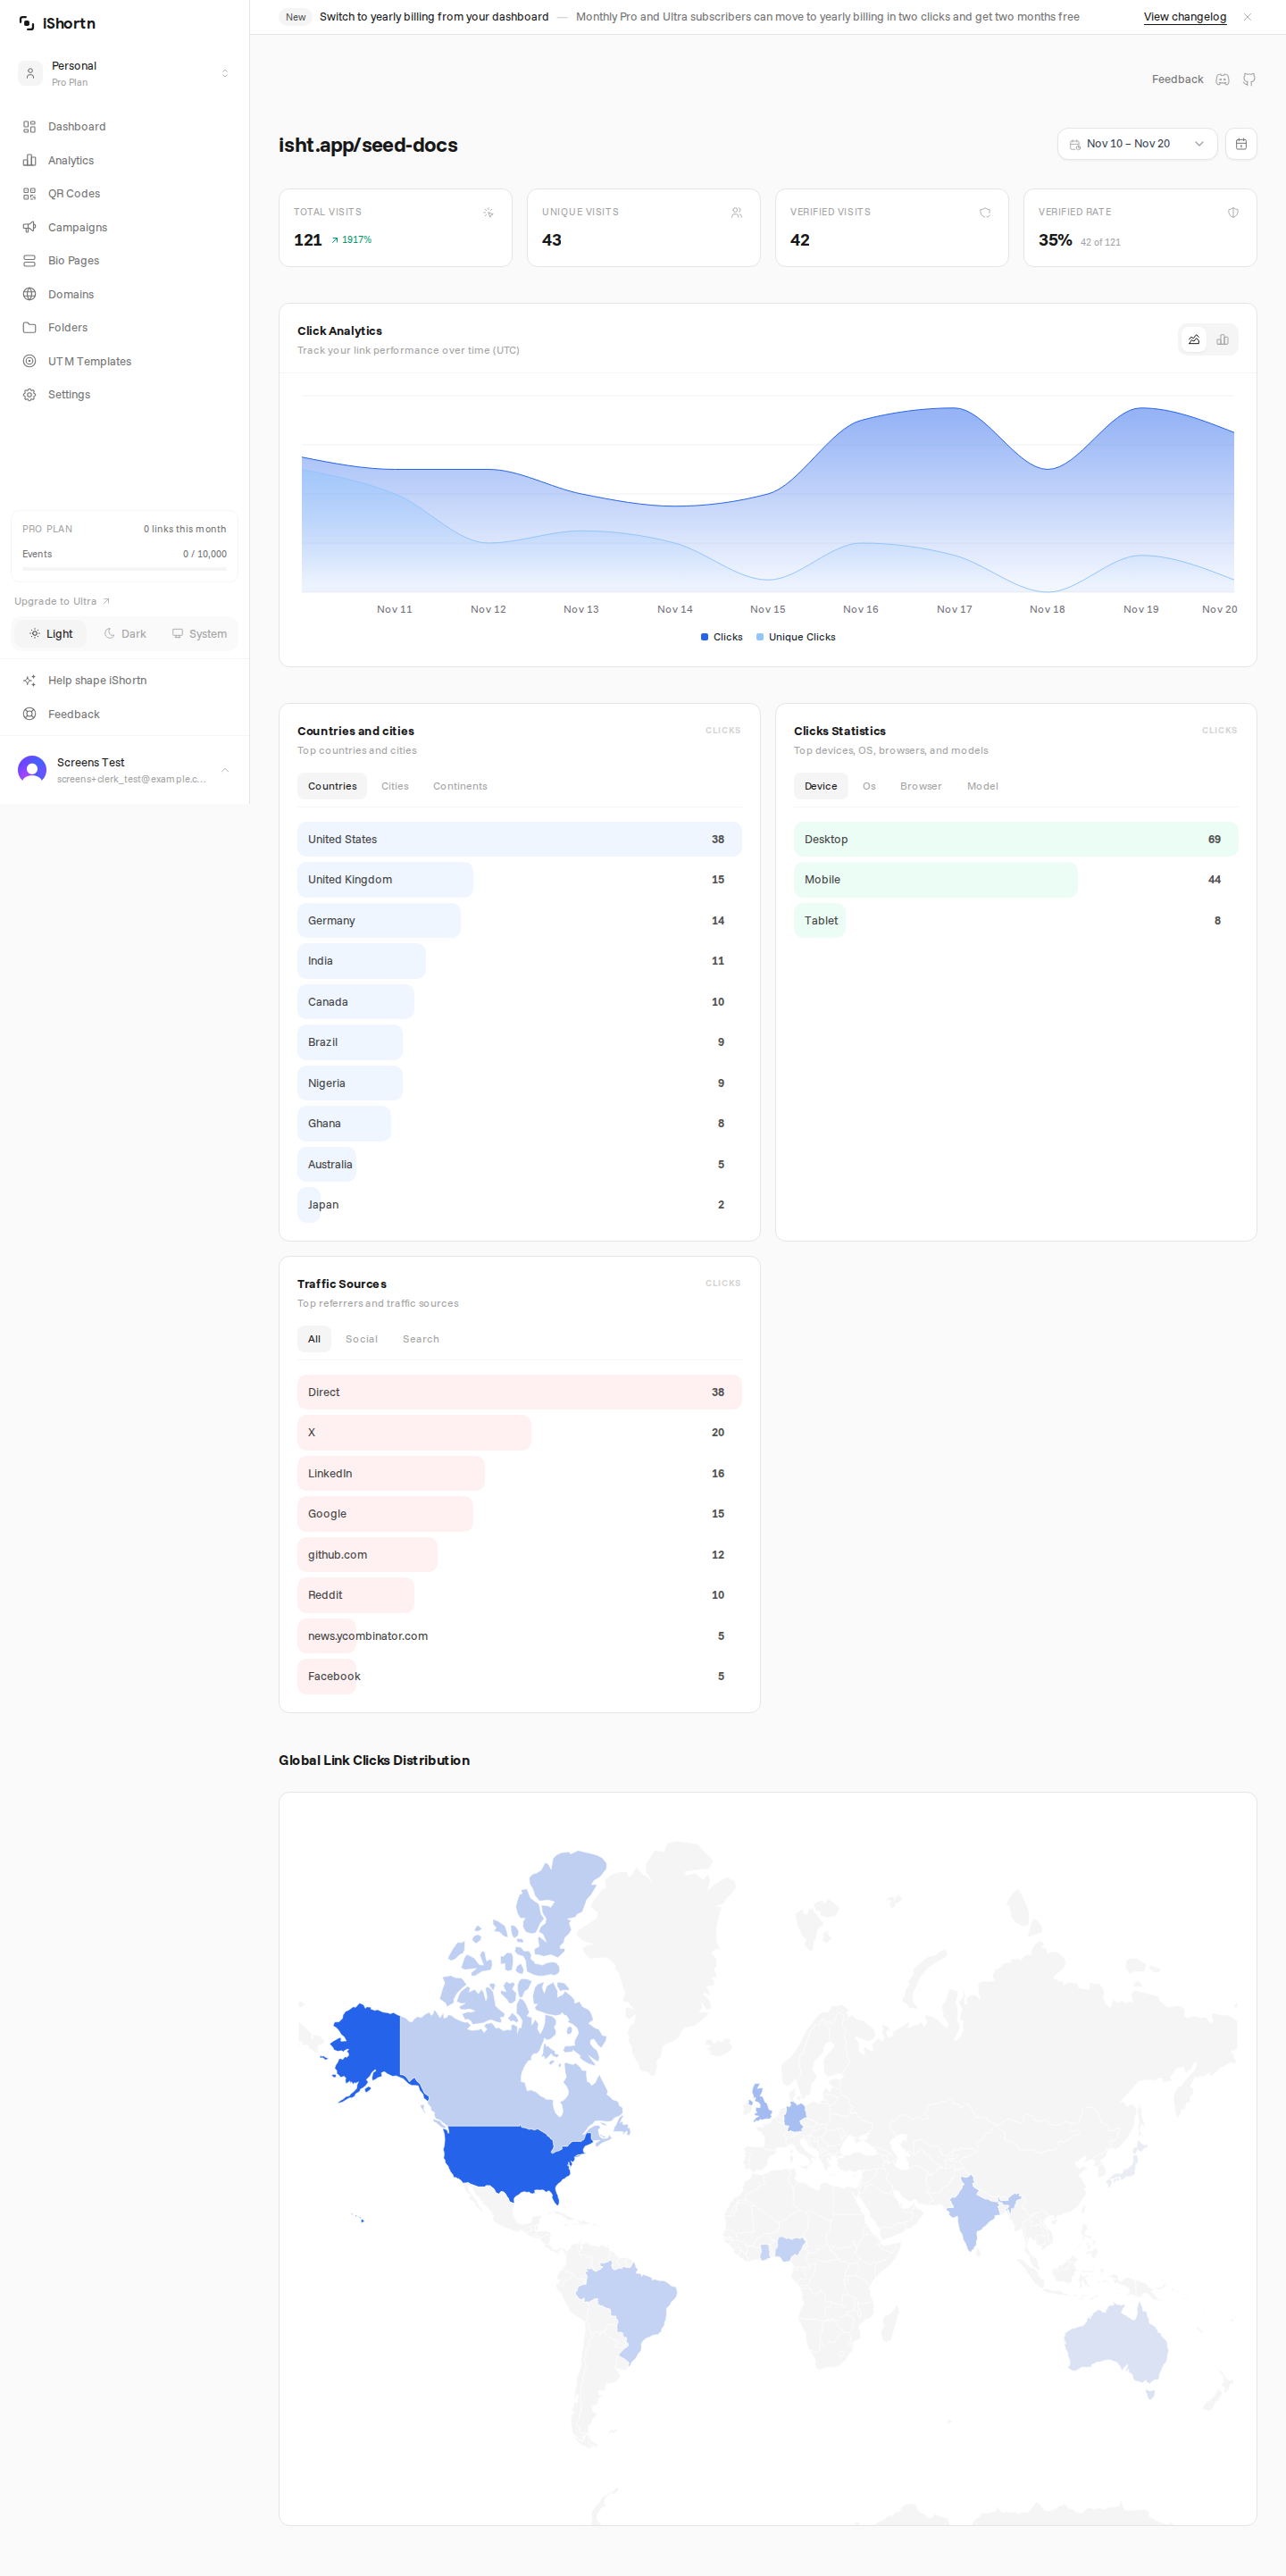 iShortn
Personal
Pro Plan
Dashboard
Analytics
QR Codes
Campaigns
Bio Pages
Domains
Folders
UTM Templates
Settings
PRO PLAN 0 links this month
Events 0 / 10,000
Upgrade to Ultra
Light Dark System
Help shape iShortn
Feedback
Screens Test
screens+clerk_test@example.c...
New Switch to yearly billing from your dashboard — Monthly Pro and Ultra subscribers can move to yearly billing in two clicks and get two months free View changelog
Feedback
isht.app/seed-docs
Nov 10 – Nov 20
TOTAL VISITS
121 1917%
UNIQUE VISITS
43
VERIFIED VISITS
42
VERIFIED RATE
35% 42 of 121
Click Analytics
Track your link performance over time (UTC)
Nov 11 Nov 12 Nov 13 Nov 14 Nov 15 Nov 16 Nov 17 Nov 18 Nov 19 Nov 20
Clicks Unique Clicks
Countries and cities CLICKS
Top countries and cities
Countries Cities Continents
United States 38
United Kingdom 15
Germany 14
India 11
Canada 10
Brazil 9
Nigeria 9
Ghana 8
Australia 5
Japan 2
Clicks Statistics CLICKS
Top devices, OS, browsers, and models
Device Os Browser Model
Desktop 69
Mobile 44
Tablet 8
Traffic Sources CLICKS
Top referrers and traffic sources
All Social Search
Direct 38
X 20
LinkedIn 16
Google 15
github.com 12
Reddit 10
news.ycombinator.com 5
Facebook 5
Global Link Clicks Distribution